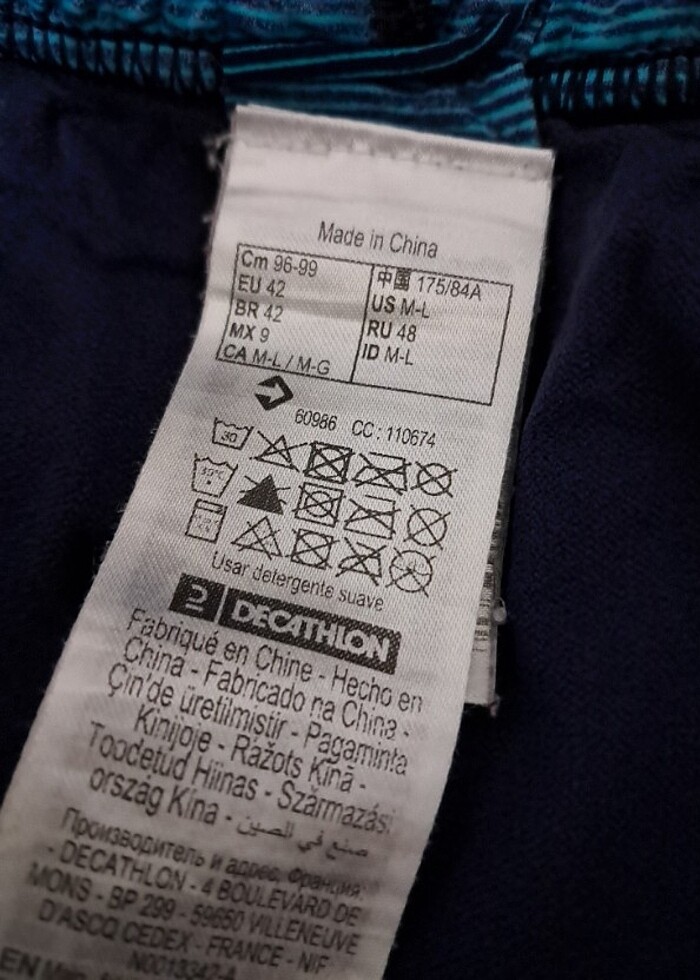 Made in China
Cm 96-99
EU 42
BR 42
MX 9
CA M-L / M-G
中国 175/84A
US M-L
RU 48
ID M-L
60986 CC : 110674
30
30°C
Usar detergente suave
DECATHLON
Fabriqué en Chine - Hecho en
China - Fabricado na China -
Çin'de üretilmiştir - Pagaminta
Kinijoje - Ražots Ķīnā -
Toodetud Hiinas - Származási
ország Kína - صنع في الصين
Производитель и адрес, Франция:
- DECATHLON - 4 BOULEVARD DE
MONS - BP 299 - 59650 VILLENEUVE
D'ASCQ CEDEX - FRANCE - NIF
N0013342-A
EN